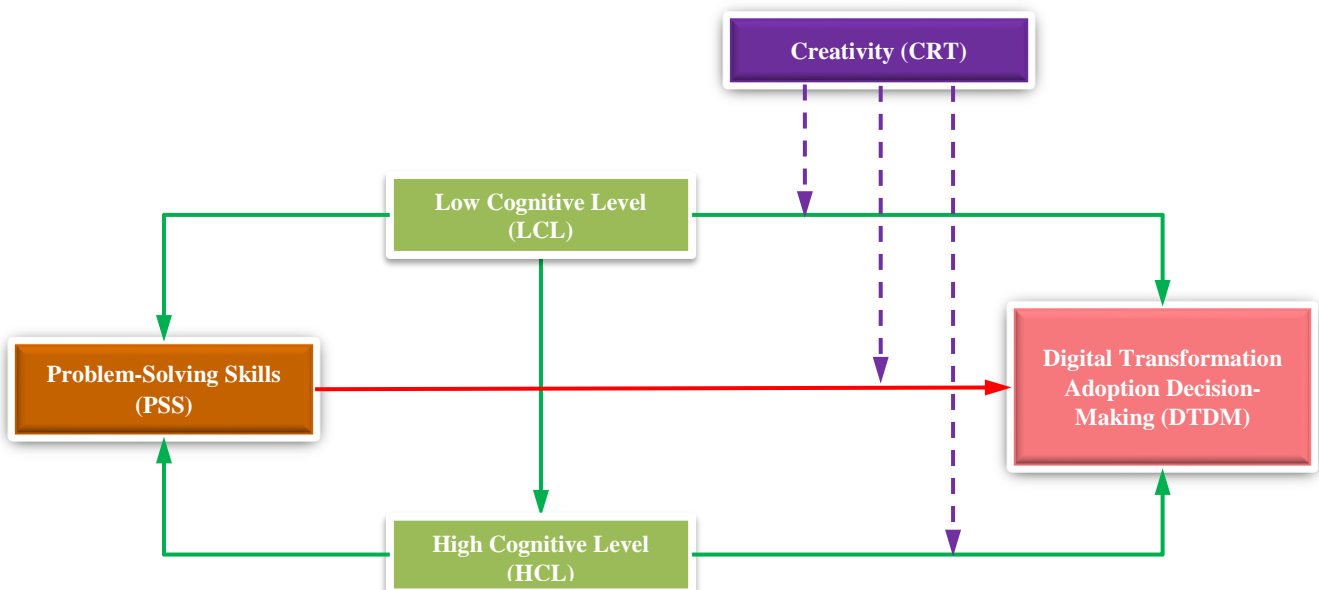 Creativity (CRT)
Low Cognitive Level
(LCL)
Problem-Solving Skills
(PSS)
Digital Transformation
Adoption Decision-
Making (DTDM)
High Cognitive Level
(HCL)